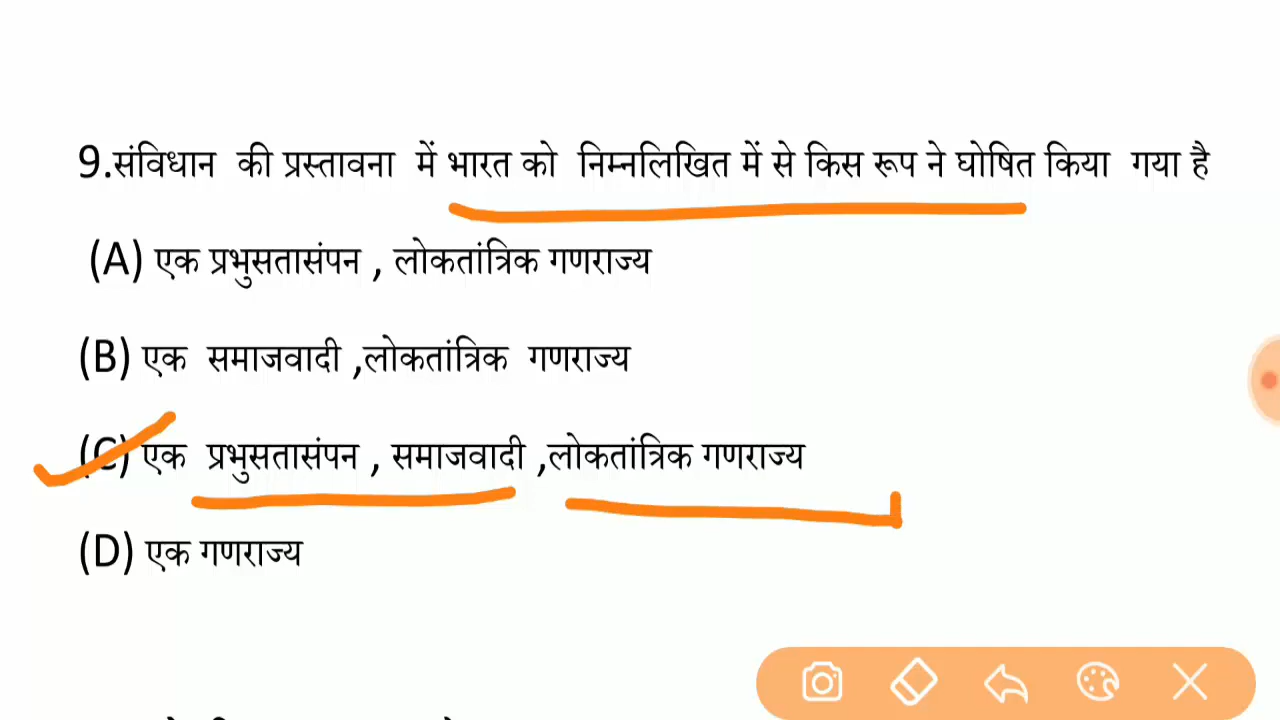 9.संविधान की प्रस्तावना में भारत को निम्नलिखित में से किस रूप ने घोषित किया गया है
(A) एक प्रभुसतासंपन , लोकतांत्रिक गणराज्य
(B) एक समाजवादी ,लोकतांत्रिक गणराज्य
(C) एक प्रभुसतासंपन , समाजवादी ,लोकतांत्रिक गणराज्य
(D) एक गणराज्य